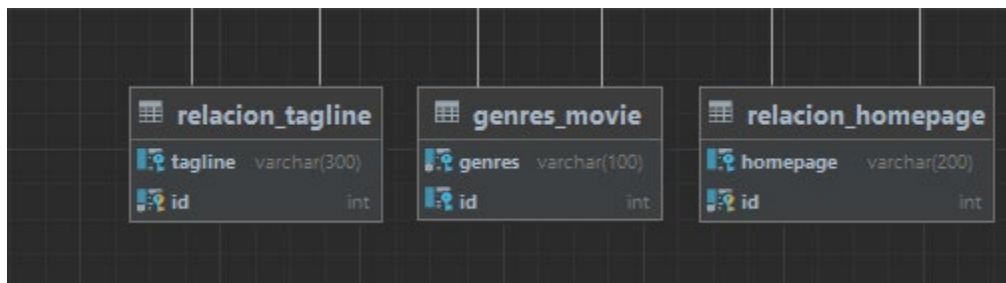 relacion_tagline
tagline varchar(300)
id int
genres_movie
genres varchar(100)
id int
relacion_homepage
homepage varchar(200)
id int